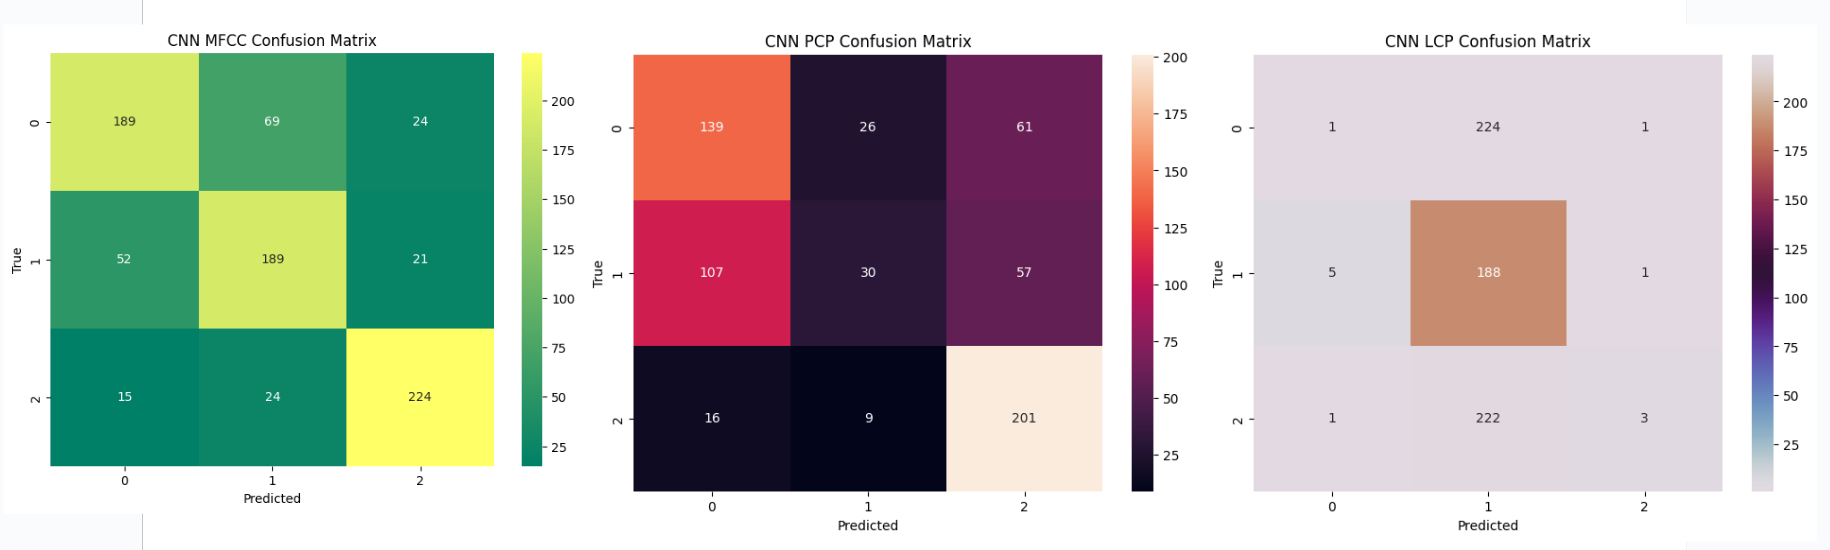 CNN MFCC Confusion Matrix
189 69 24
52 189 21
15 24 224
0
1
2
True
0 1 2
Predicted
200
175
150
125
100
75
50
25
CNN PCP Confusion Matrix
139 26 61
107 30 57
16 9 201
0
1
2
True
0 1 2
Predicted
200
175
150
125
100
75
50
25
CNN LCP Confusion Matrix
1 224 1
5 188 1
1 222 3
0
1
2
True
0 1 2
Predicted
200
175
150
125
100
75
50
25